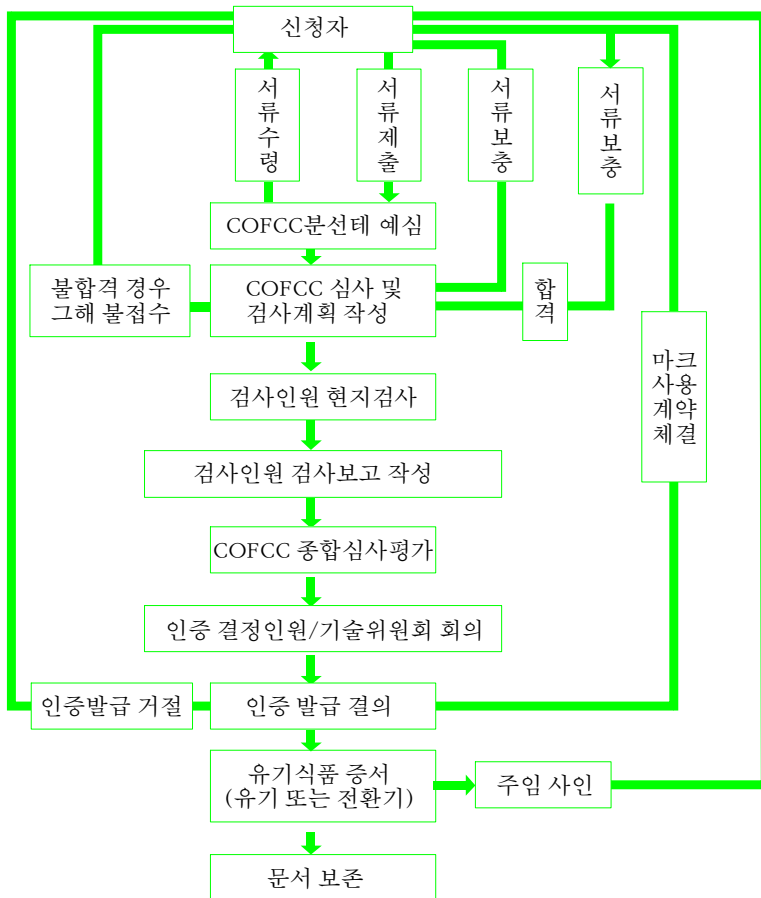 신청자
서류수령
서류제출
서류보충
서류보충
COFCC분선테 예심
불합격 경우
그해 불접수
COFCC 심사 및
검사계획 작성
합격
마크
사용
계약
체결
검사인원 현지검사
검사인원 검사보고 작성
COFCC 종합심사평가
인증 결정인원/기술위원회 회의
인증발급 거절
인증 발급 결의
유기식품 증서
(유기 또는 전환기)
주임 사인
문서 보존